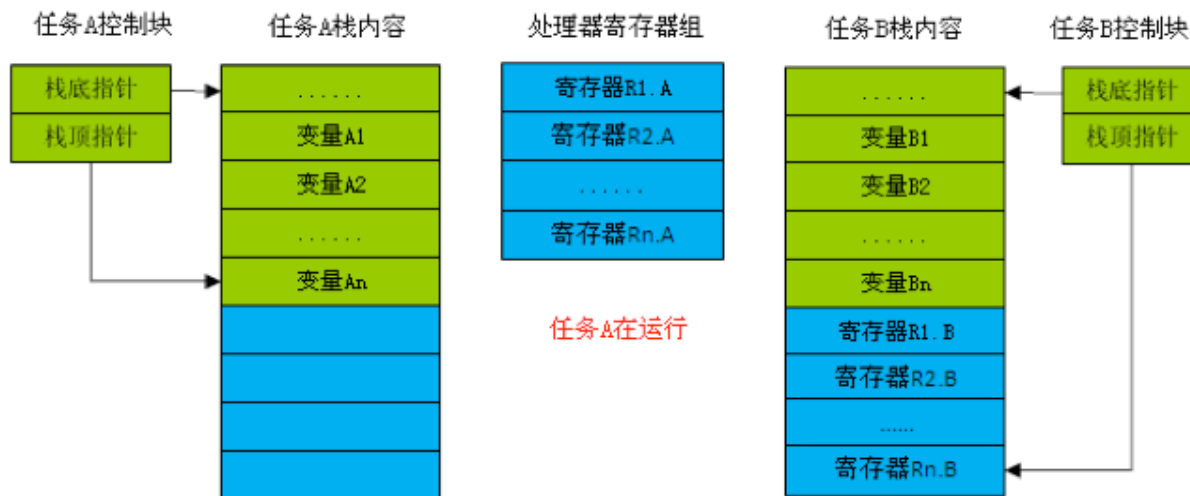 任务A控制块
任务A栈内容
处理器寄存器组
任务B栈内容
任务B控制块
栈底指针
......
寄存器R1.A
......
栈底指针
栈顶指针
变量A1
寄存器R2.A
变量B1
栈顶指针
变量A2
......
变量B2
......
寄存器Rn.A
......
变量An
变量Bn
任务A在运行
寄存器R1.B
寄存器R2.B
......
寄存器Rn.B